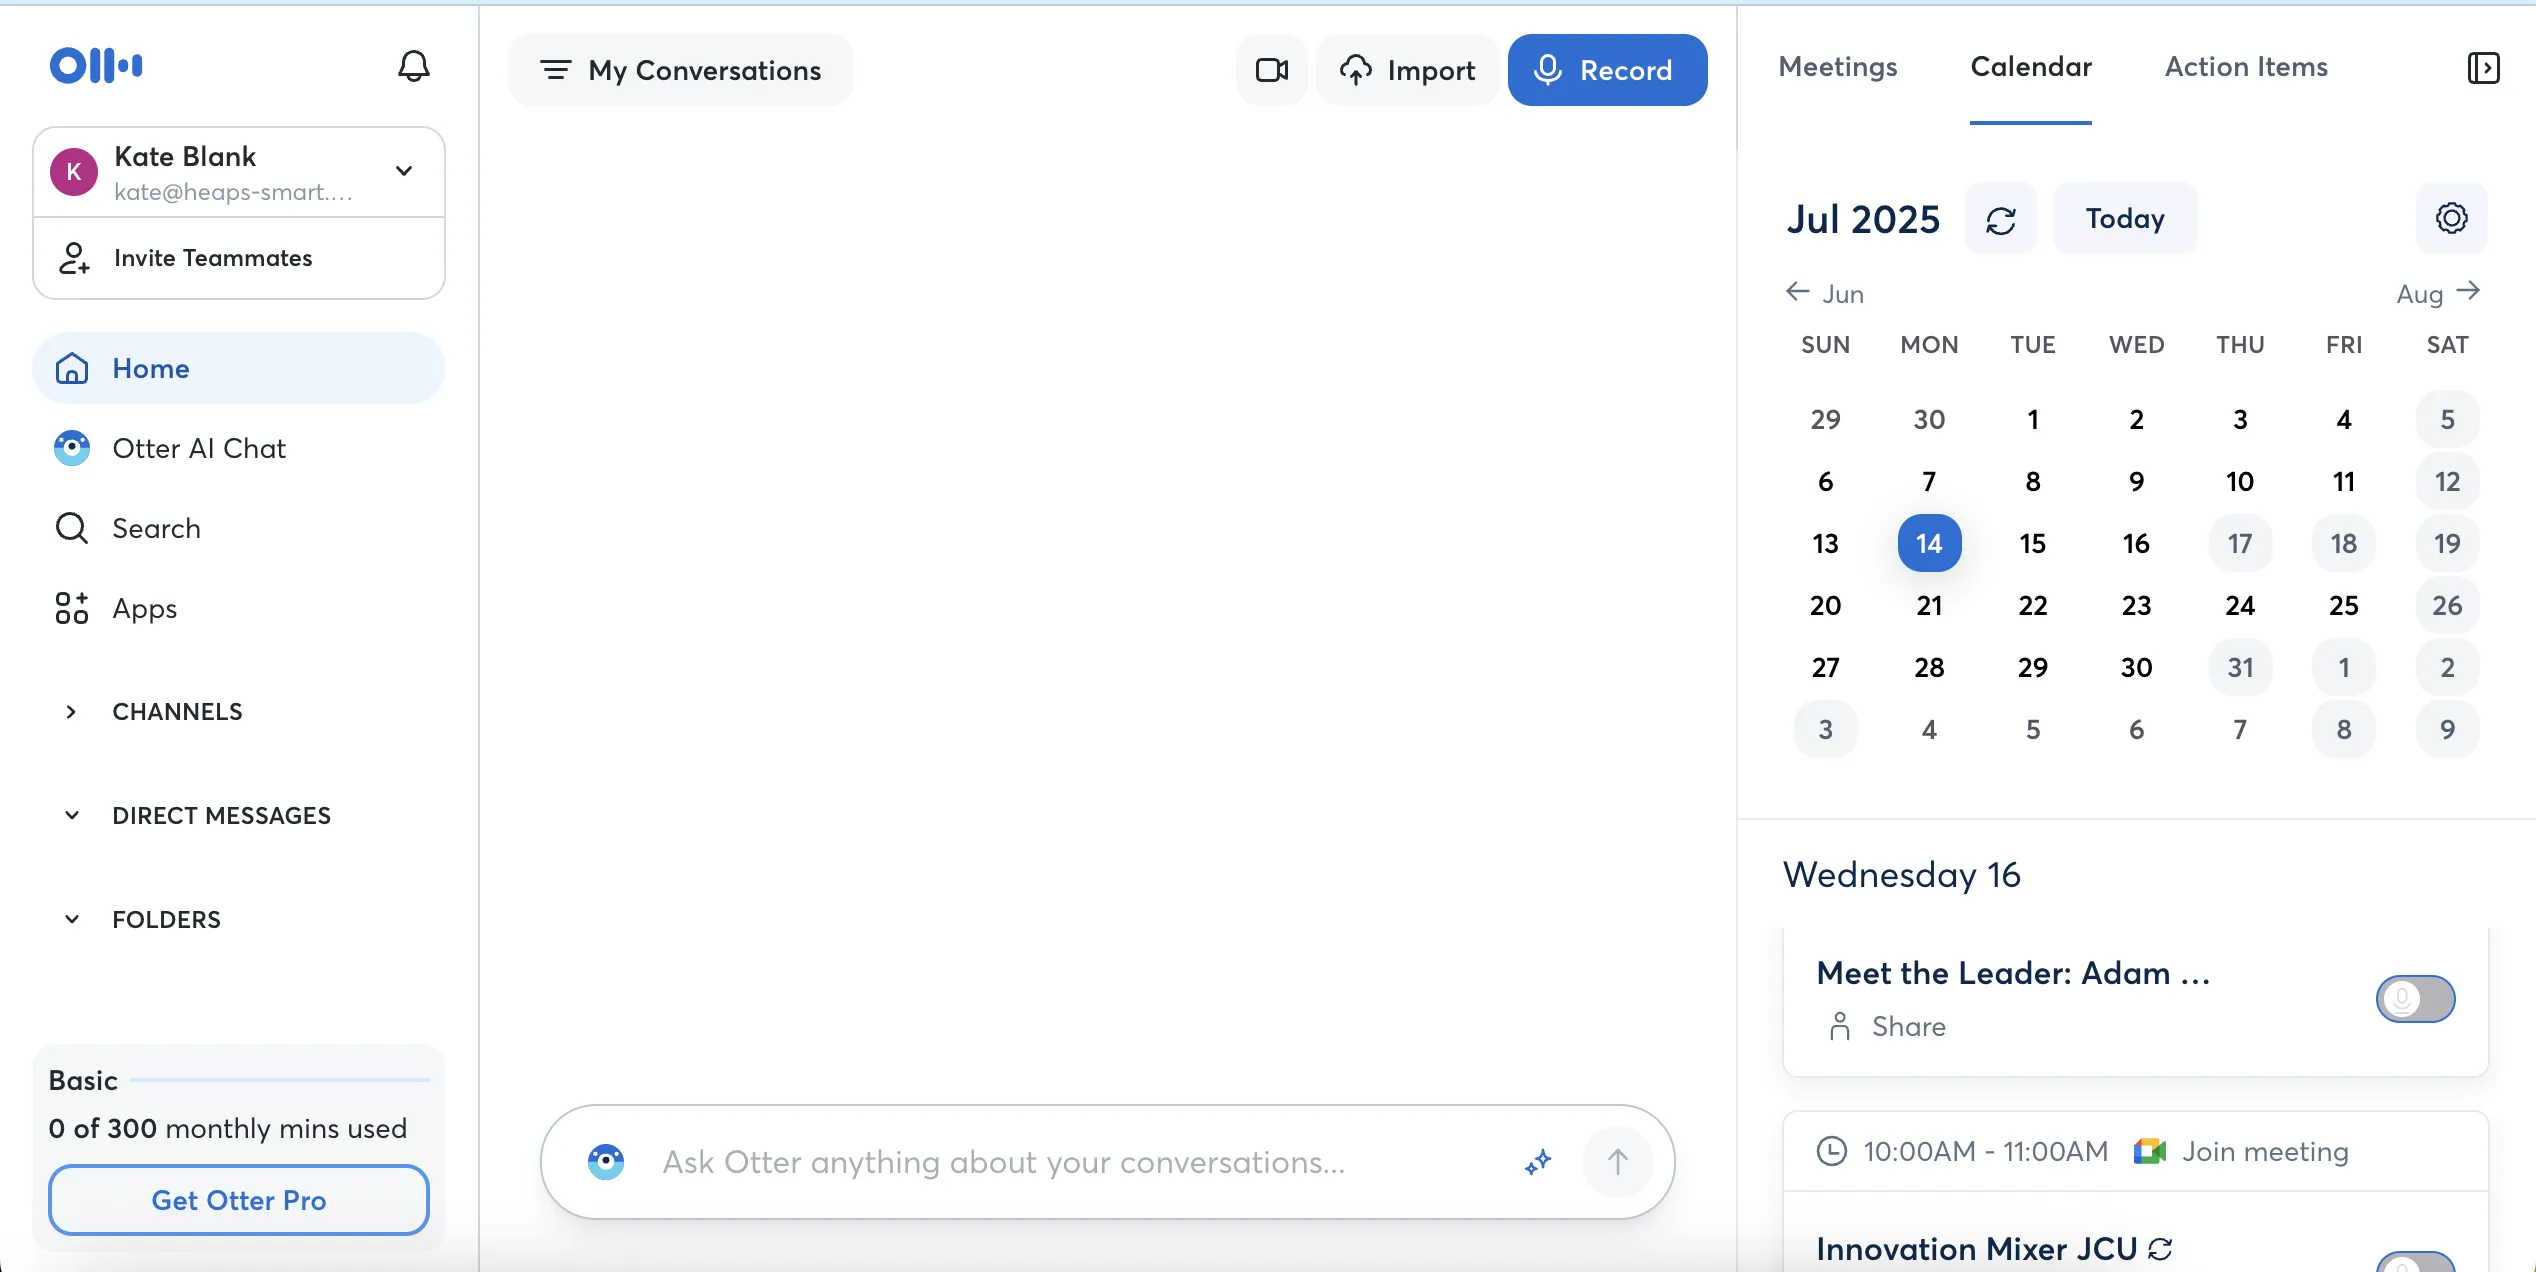 Kate Blank
K
kate@heaps-smart....
Invite Teammates
Home
Otter AI Chat
Search
Apps
CHANNELS
DIRECT MESSAGES
FOLDERS
Basic
0 of 300 monthly mins used
Get Otter Pro
My Conversations
Import
Record
Ask Otter anything about your conversations...
Meetings Calendar Action Items
Jul 2025 Today
Jun Aug
SUN MON TUE WED THU FRI SAT
29 30 1 2 3 4 5
6 7 8 9 10 11 12
13 14 15 16 17 18 19
20 21 22 23 24 25 26
27 28 29 30 31 1 2
3 4 5 6 7 8 9
Wednesday 16
Meet the Leader: Adam ...
Share
10:00AM - 11:00AM Join meeting
Innovation Mixer JCU